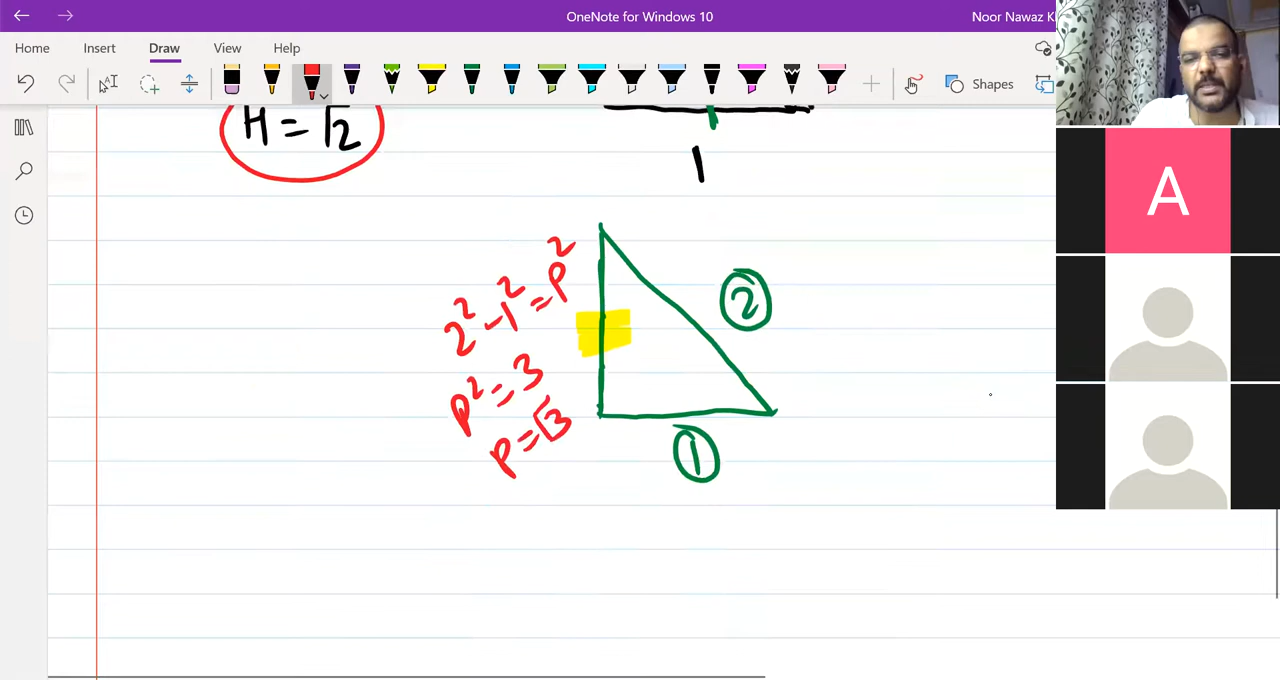 OneNote for Windows 10
Noor Nawaz K
Home Insert Draw View Help
Shapes
H = √2
1
2² - 1² = P²
P² = 3
P = √3
2
1
A